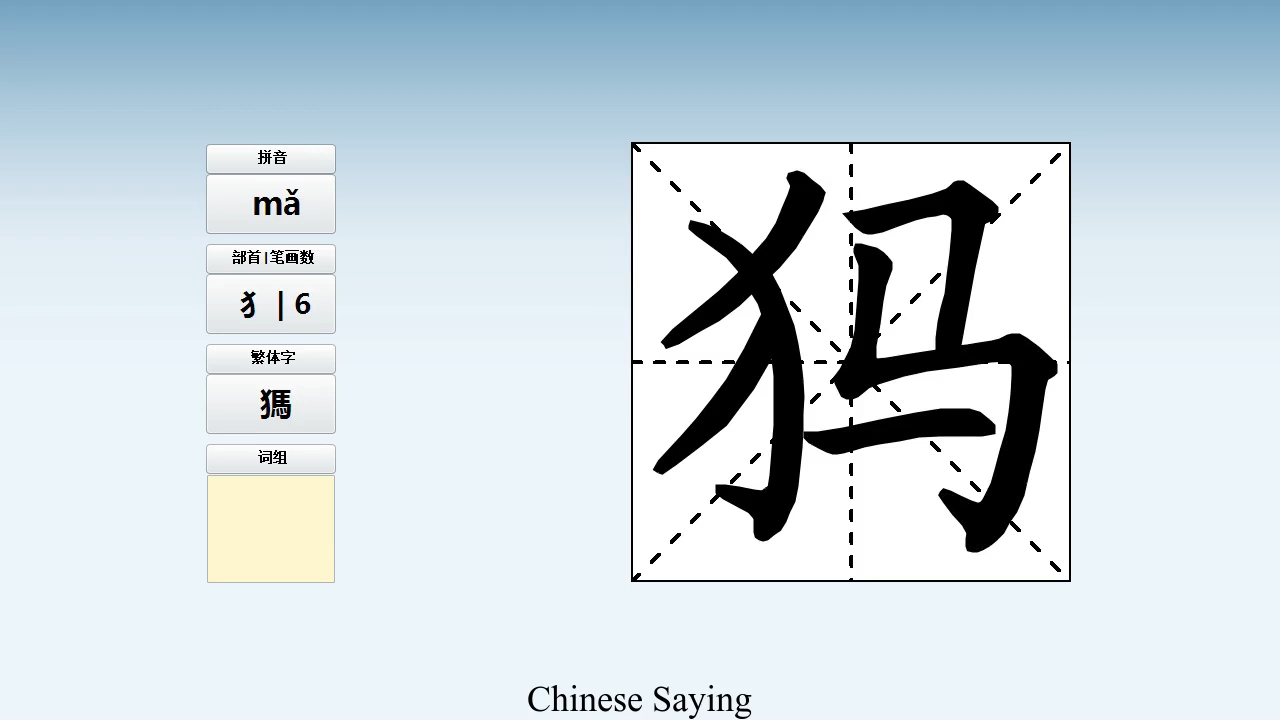 拼音
mǎ
部首|笔画数
犭 | 6
繁体字
獁
词组
犸
Chinese Saying